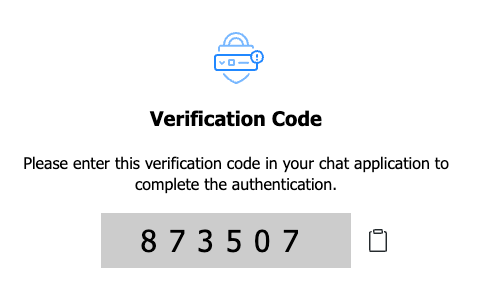 Verification Code
Please enter this verification code in your chat application to
complete the authentication.
8 7 3 5 0 7